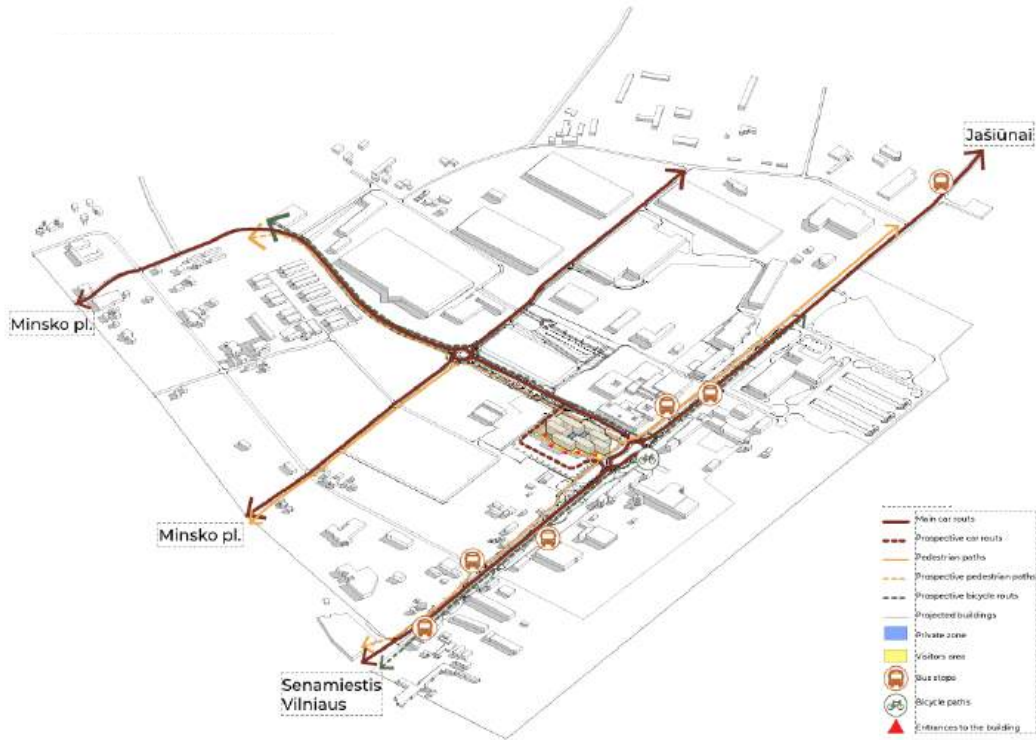 Jašiūnai
Minsko pl.
Minsko pl.
Senamiestis
Vilniaus
Main car routs
Prospective car routs
Pedestrian paths
Prospective pedestrian paths
Prospective bicycle routs
Projected buildings
Private zone
Visitors area
Bus stops
Bicycle paths
Entrances to the building